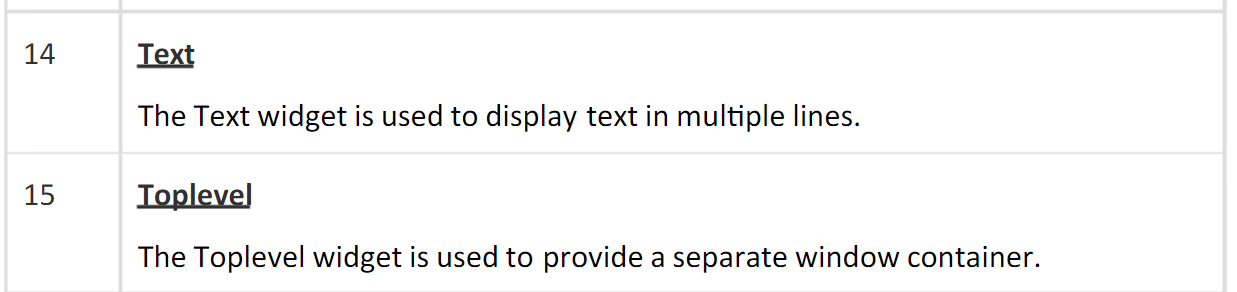 14
Text
The Text widget is used to display text in multiple lines.
15
Toplevel
The Toplevel widget is used to provide a separate window container.